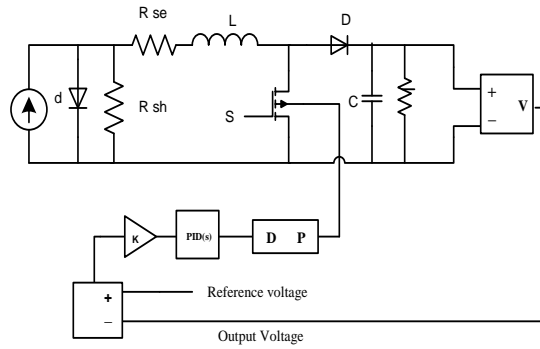 R se
L
D
d
R sh
S
C
+
V
−
K
PID(s)
D P
+
Reference voltage
−
Output Voltage